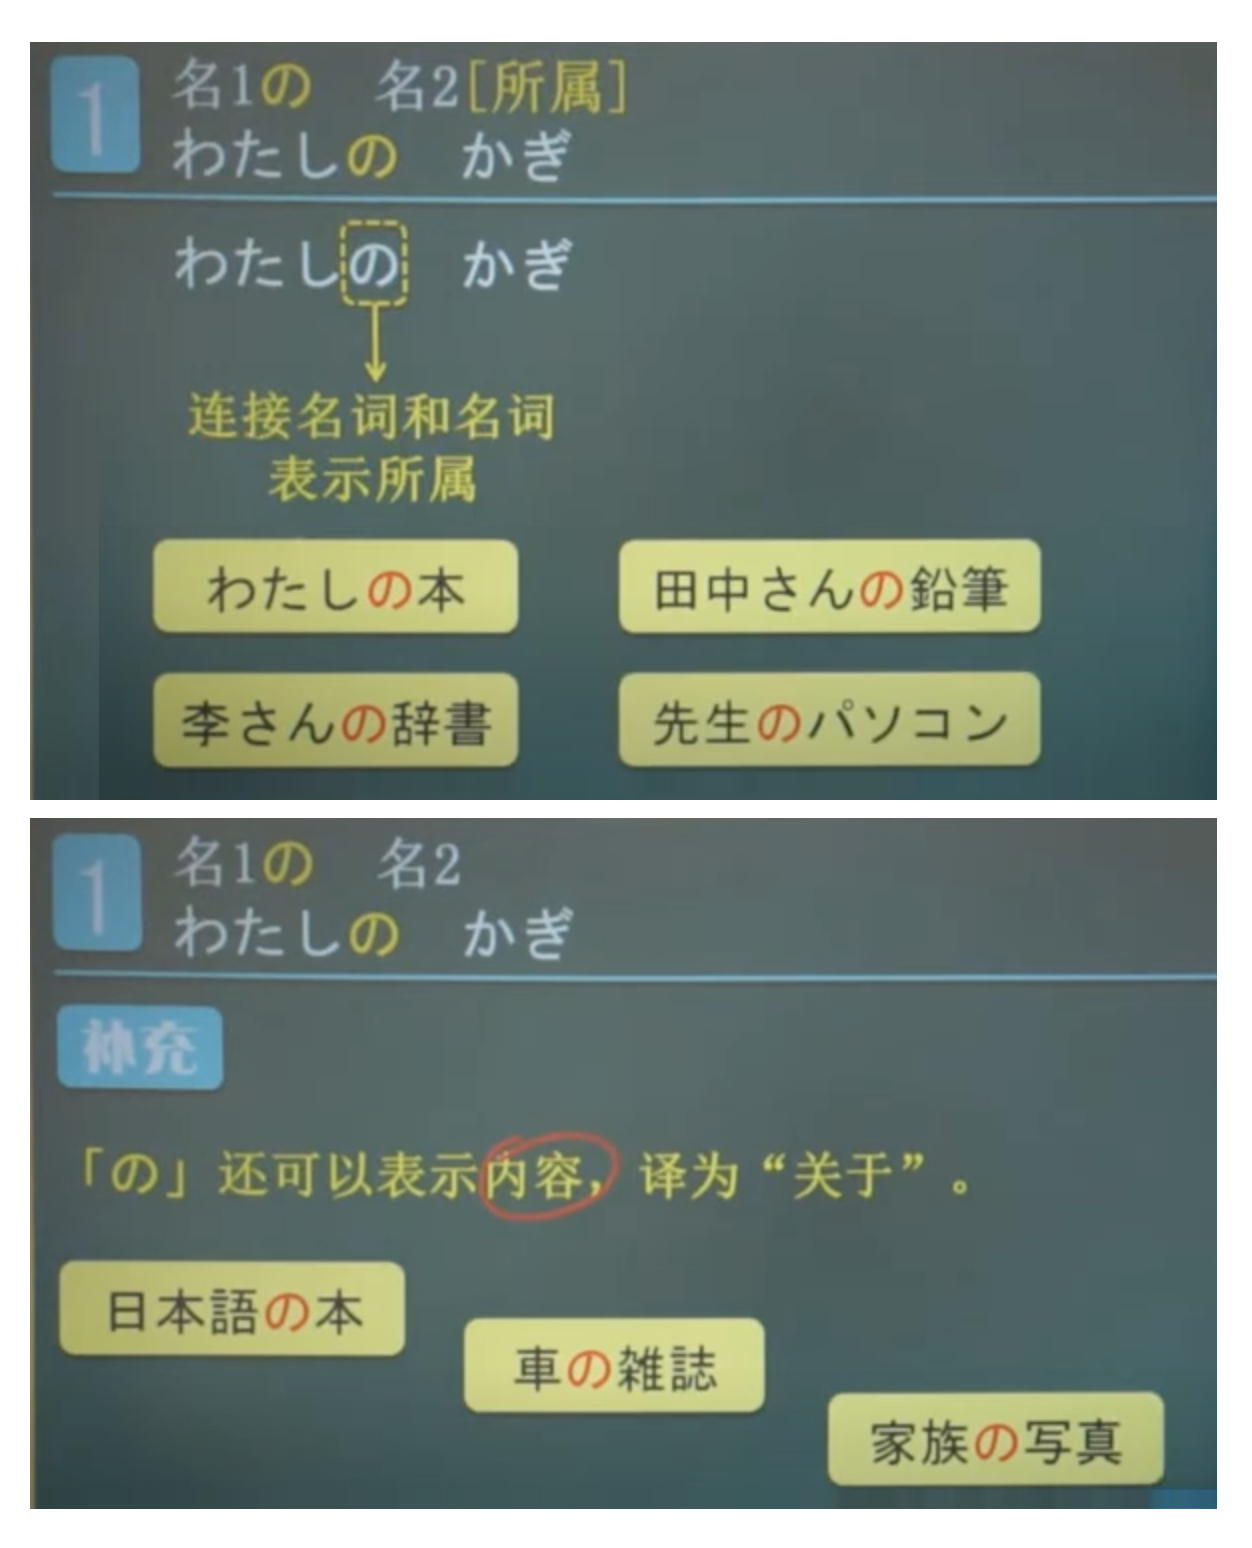 1
名1の 名2[所属]
わたしの かぎ
わたしの かぎ
连接名词和名词
表示所属
わたしの本
田中さんの鉛筆
李さんの辞書
先生のパソコン
1
名1の 名2
わたしの かぎ
补充
「の」还可以表示内容，译为“关于”。
日本語の本
車の雑誌
家族の写真